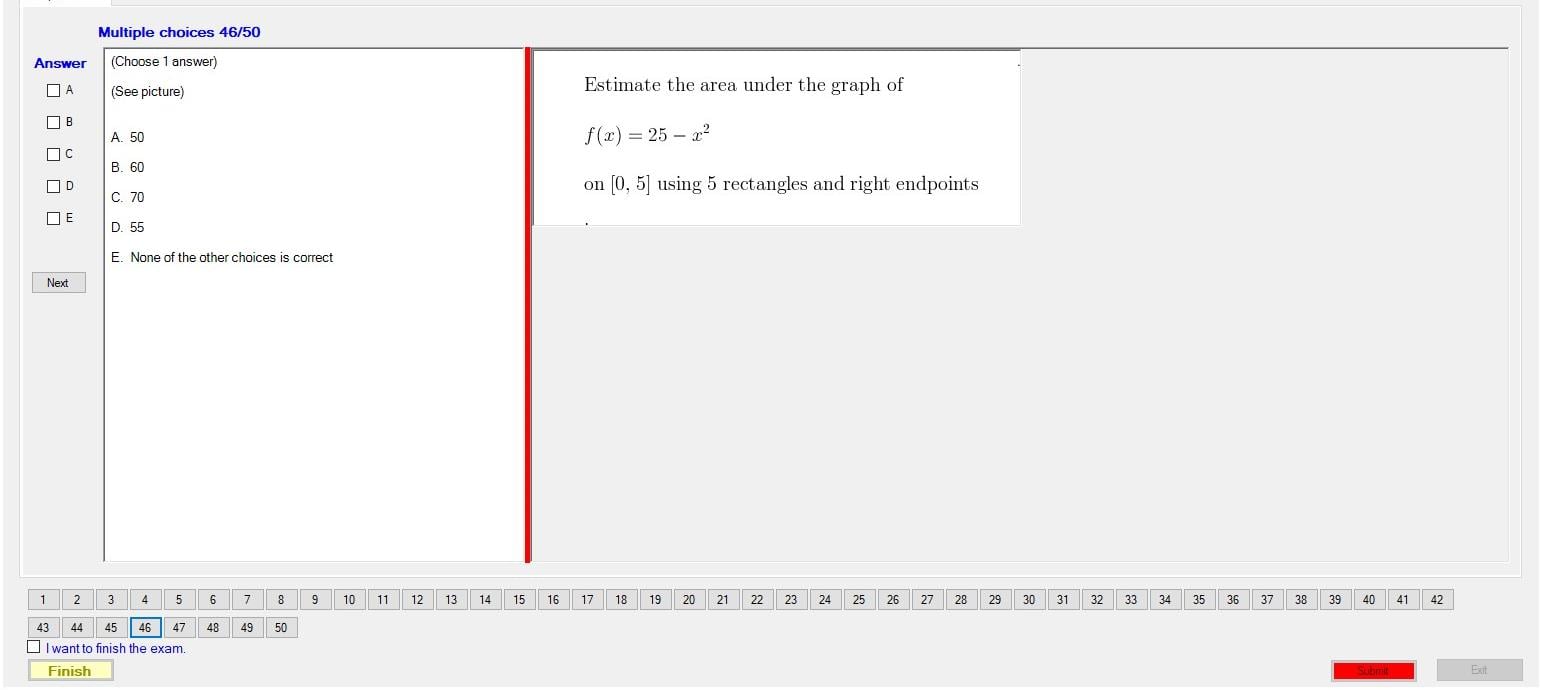 Multiple choices 46/50
Answer
A
B
C
D
E
Next
(Choose 1 answer)
(See picture)
A. 50
B. 60
C. 70
D. 55
E. None of the other choices is correct
Estimate the area under the graph of
f(x) = 25 − x²
on [0, 5] using 5 rectangles and right endpoints
.
1 2 3 4 5 6 7 8 9 10 11 12 13 14 15 16 17 18 19 20 21 22 23 24 25 26 27 28 29 30 31 32 33 34 35 36 37 38 39 40 41 42
43 44 45 46 47 48 49 50
I want to finish the exam.
Finish
Submit
Exit